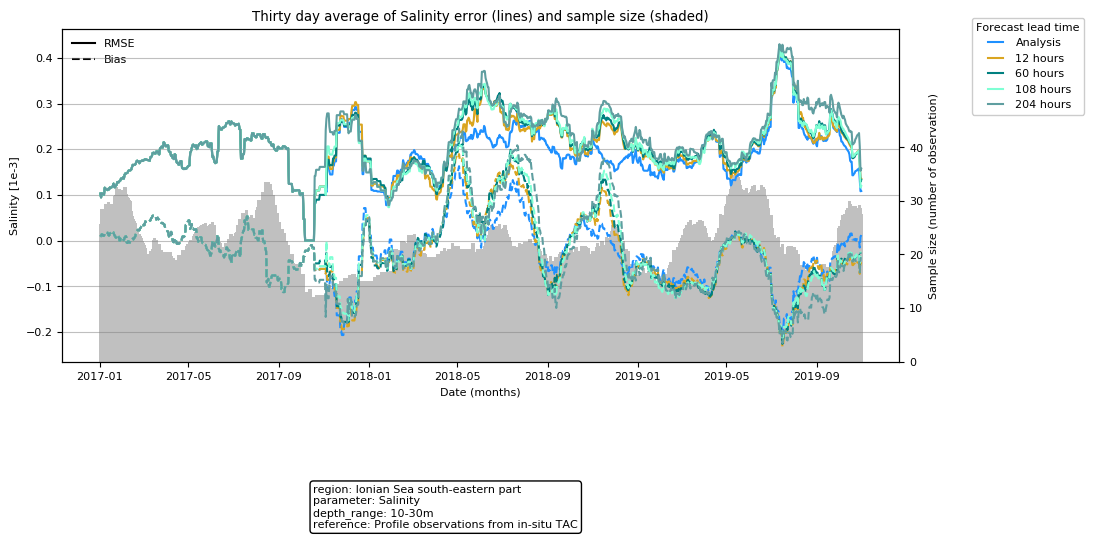 Thirty day average of Salinity error (lines) and sample size (shaded)
Forecast lead time
Analysis
12 hours
60 hours
108 hours
204 hours
RMSE
Bias
0.4
0.3
0.2
0.1
0.0
−0.1
−0.2
Salinity [1e-3]
40
30
20
10
0
Sample size (number of observation)
2017-01
2017-05
2017-09
2018-01
2018-05
2018-09
2019-01
2019-05
2019-09
Date (months)
region: Ionian Sea south-eastern part
parameter: Salinity
depth_range: 10-30m
reference: Profile observations from in-situ TAC